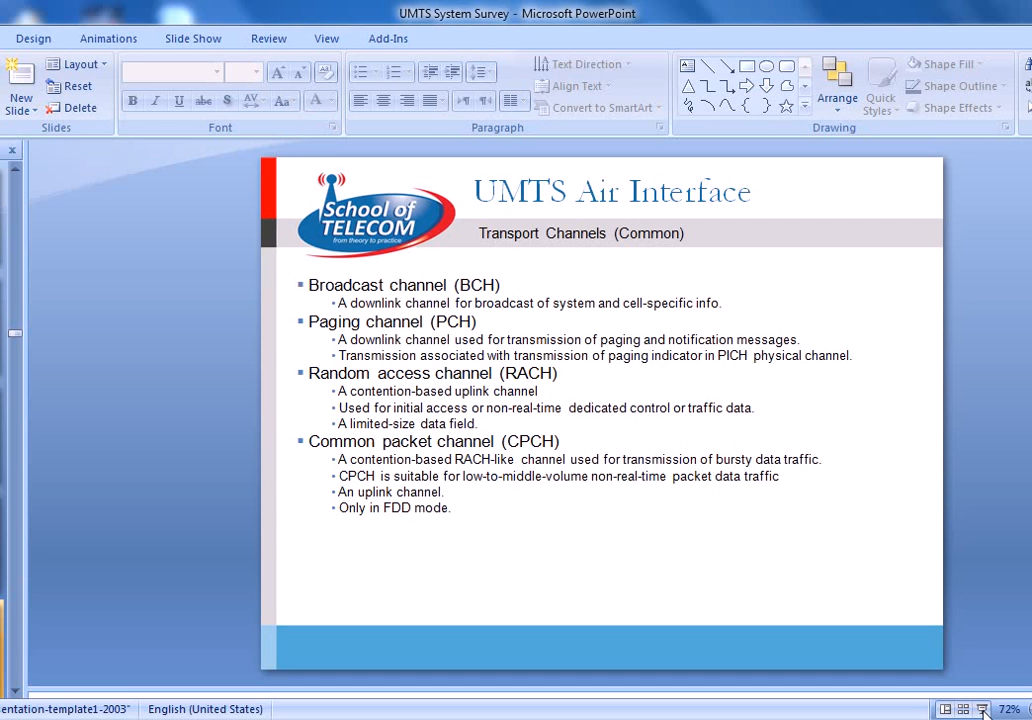 UMTS System Survey - Microsoft PowerPoint
Design Animations Slide Show Review View Add-Ins
New Slide
Layout
Reset
Delete
Slides
B I U abc S AV Aa A
Font
Paragraph
Text Direction
Align Text
Convert to SmartArt
Arrange
Quick Styles
Shape Fill
Shape Outline
Shape Effects
Drawing
School of
TELECOM
from theory to practice
UMTS Air Interface
Transport Channels (Common)
Broadcast channel (BCH)
A downlink channel for broadcast of system and cell-specific info.
Paging channel (PCH)
A downlink channel used for transmission of paging and notification messages.
Transmission associated with transmission of paging indicator in PICH physical channel.
Random access channel (RACH)
A contention-based uplink channel
Used for initial access or non-real-time dedicated control or traffic data.
A limited-size data field.
Common packet channel (CPCH)
A contention-based RACH-like channel used for transmission of bursty data traffic.
CPCH is suitable for low-to-middle-volume non-real-time packet data traffic
An uplink channel.
Only in FDD mode.
entation-template1-2003" English (United States) 72%